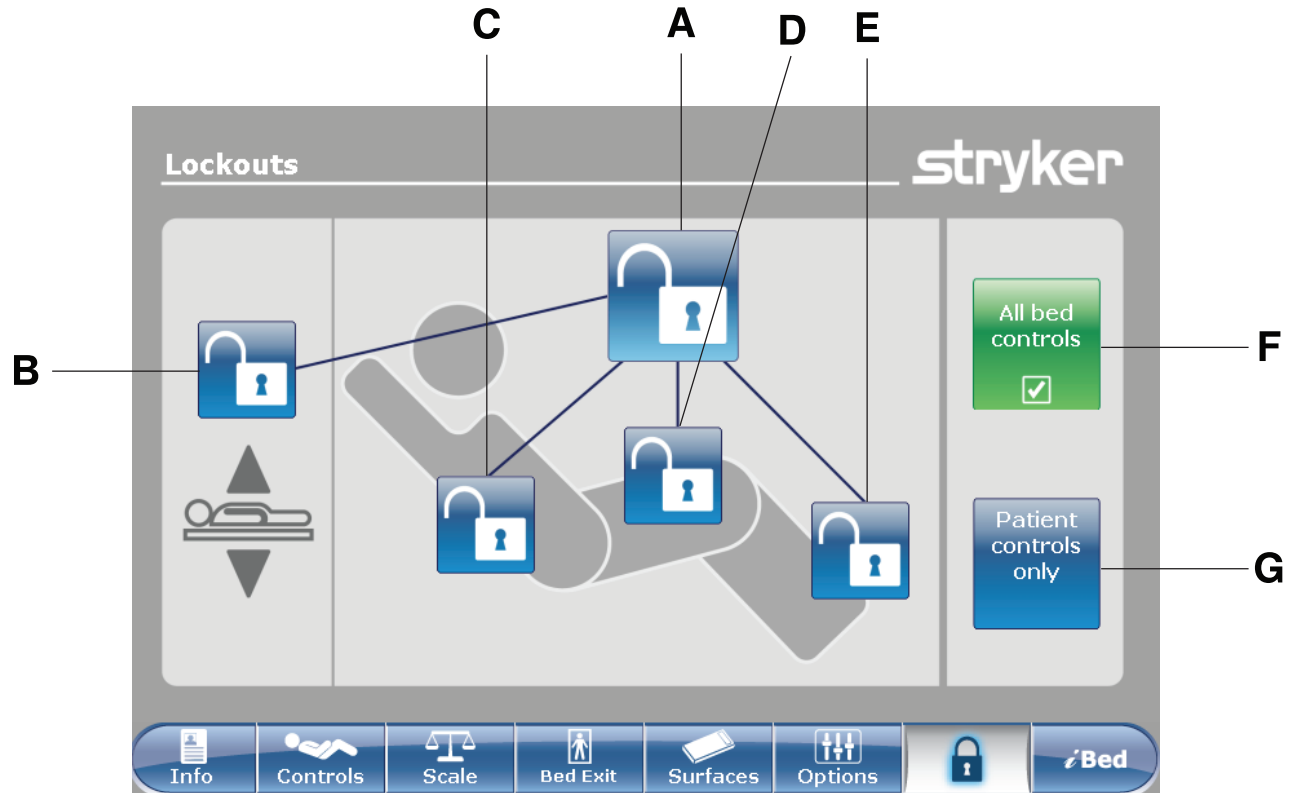 C
A
D
E
Lockouts
stryker
B
All bed
controls
F
Patient
controls
only
G
Info
Controls
Scale
Bed Exit
Surfaces
Options
iBed